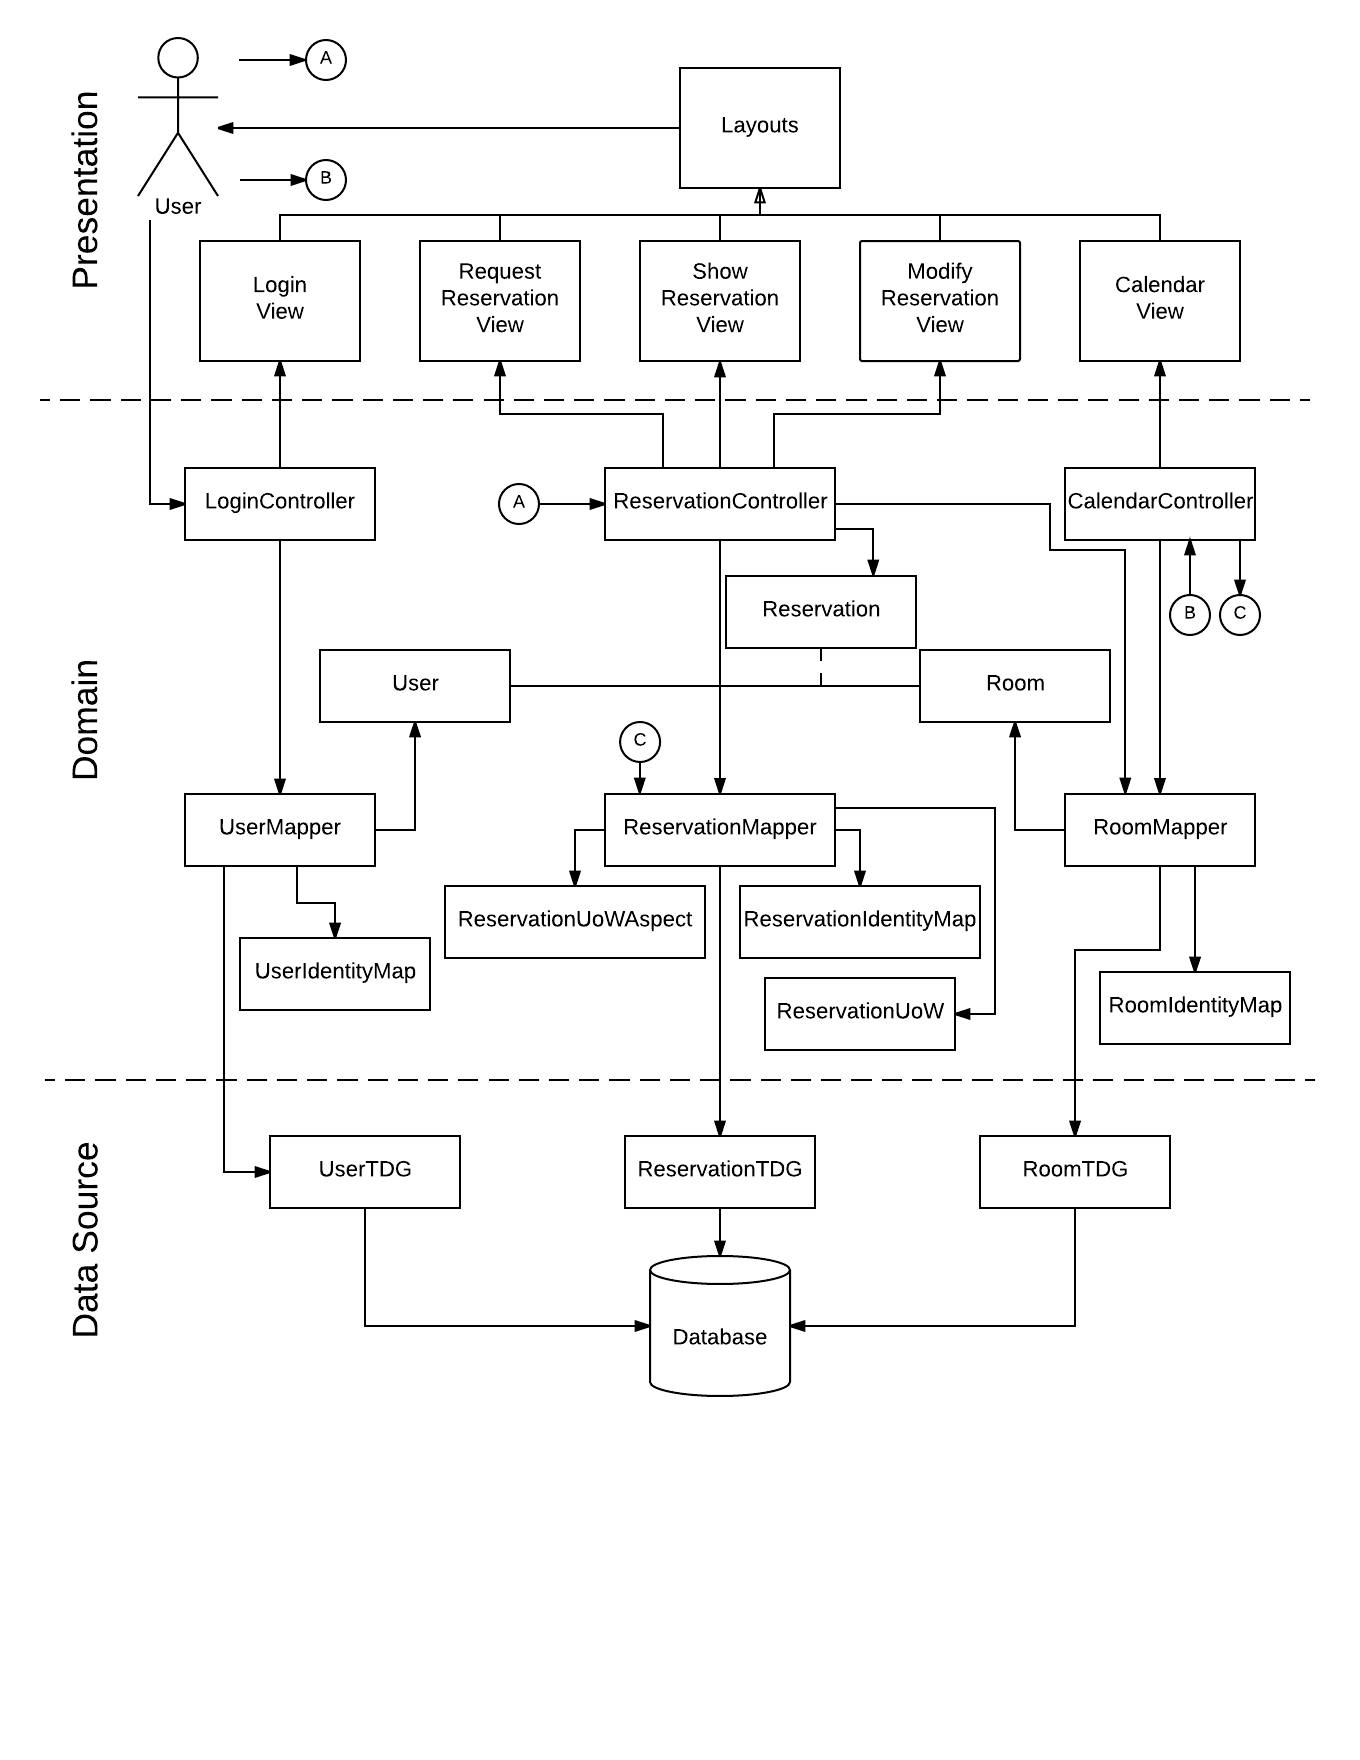 Presentation
A
Layouts
B
User
Login
View
Request
Reservation
View
Show
Reservation
View
Modify
Reservation
View
Calendar
View
Domain
LoginController
A
ReservationController
CalendarController
Reservation
B
C
User
Room
C
UserMapper
ReservationMapper
RoomMapper
ReservationUoWAspect
ReservationIdentityMap
UserIdentityMap
ReservationUoW
RoomIdentityMap
Data Source
UserTDG
ReservationTDG
RoomTDG
Database